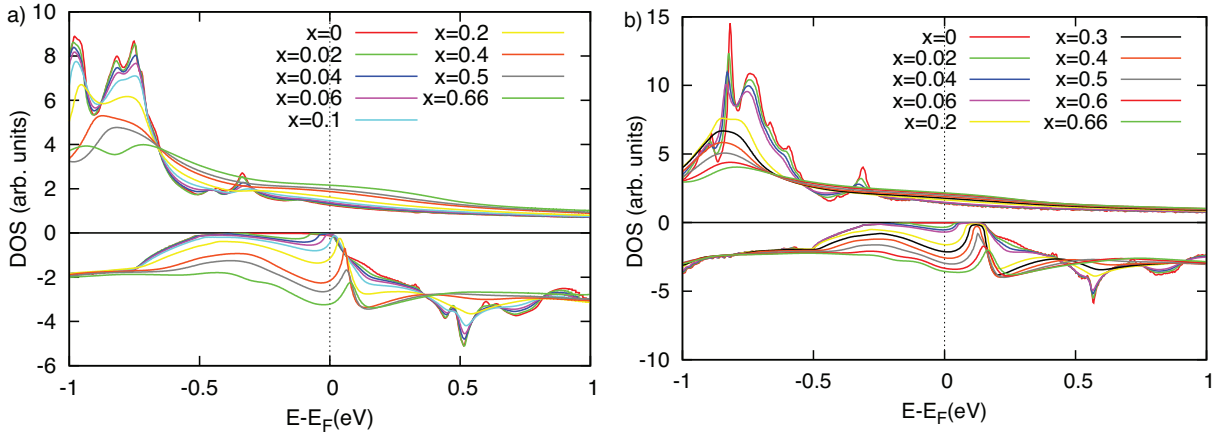 a)
DOS (arb. units)
10
8
6
4
2
0
-2
-4
-6
x=0
x=0.02
x=0.04
x=0.06
x=0.1
x=0.2
x=0.4
x=0.5
x=0.66
-1
-0.5
0
0.5
1
E-E_F(eV)
b)
DOS (arb. units)
15
10
5
0
-5
-10
x=0
x=0.02
x=0.04
x=0.06
x=0.2
x=0.3
x=0.4
x=0.5
x=0.6
x=0.66
-1
-0.5
0
0.5
1
E-E_F(eV)